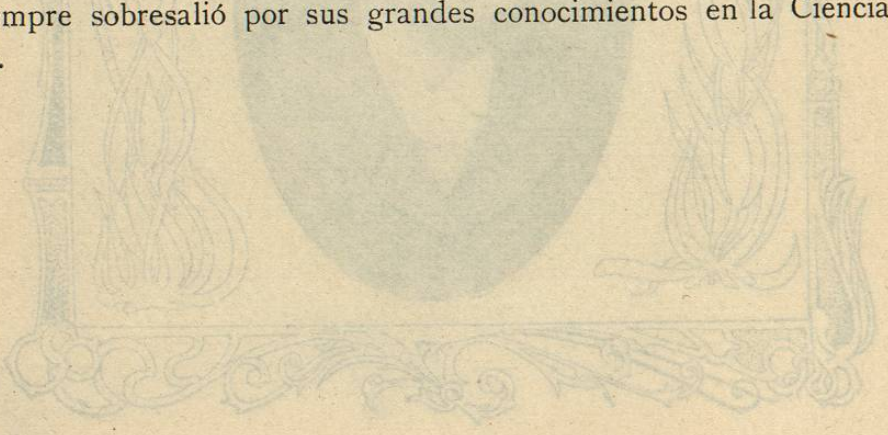 mpre sobresalió por sus grandes conocimientos en la Ciencia
.